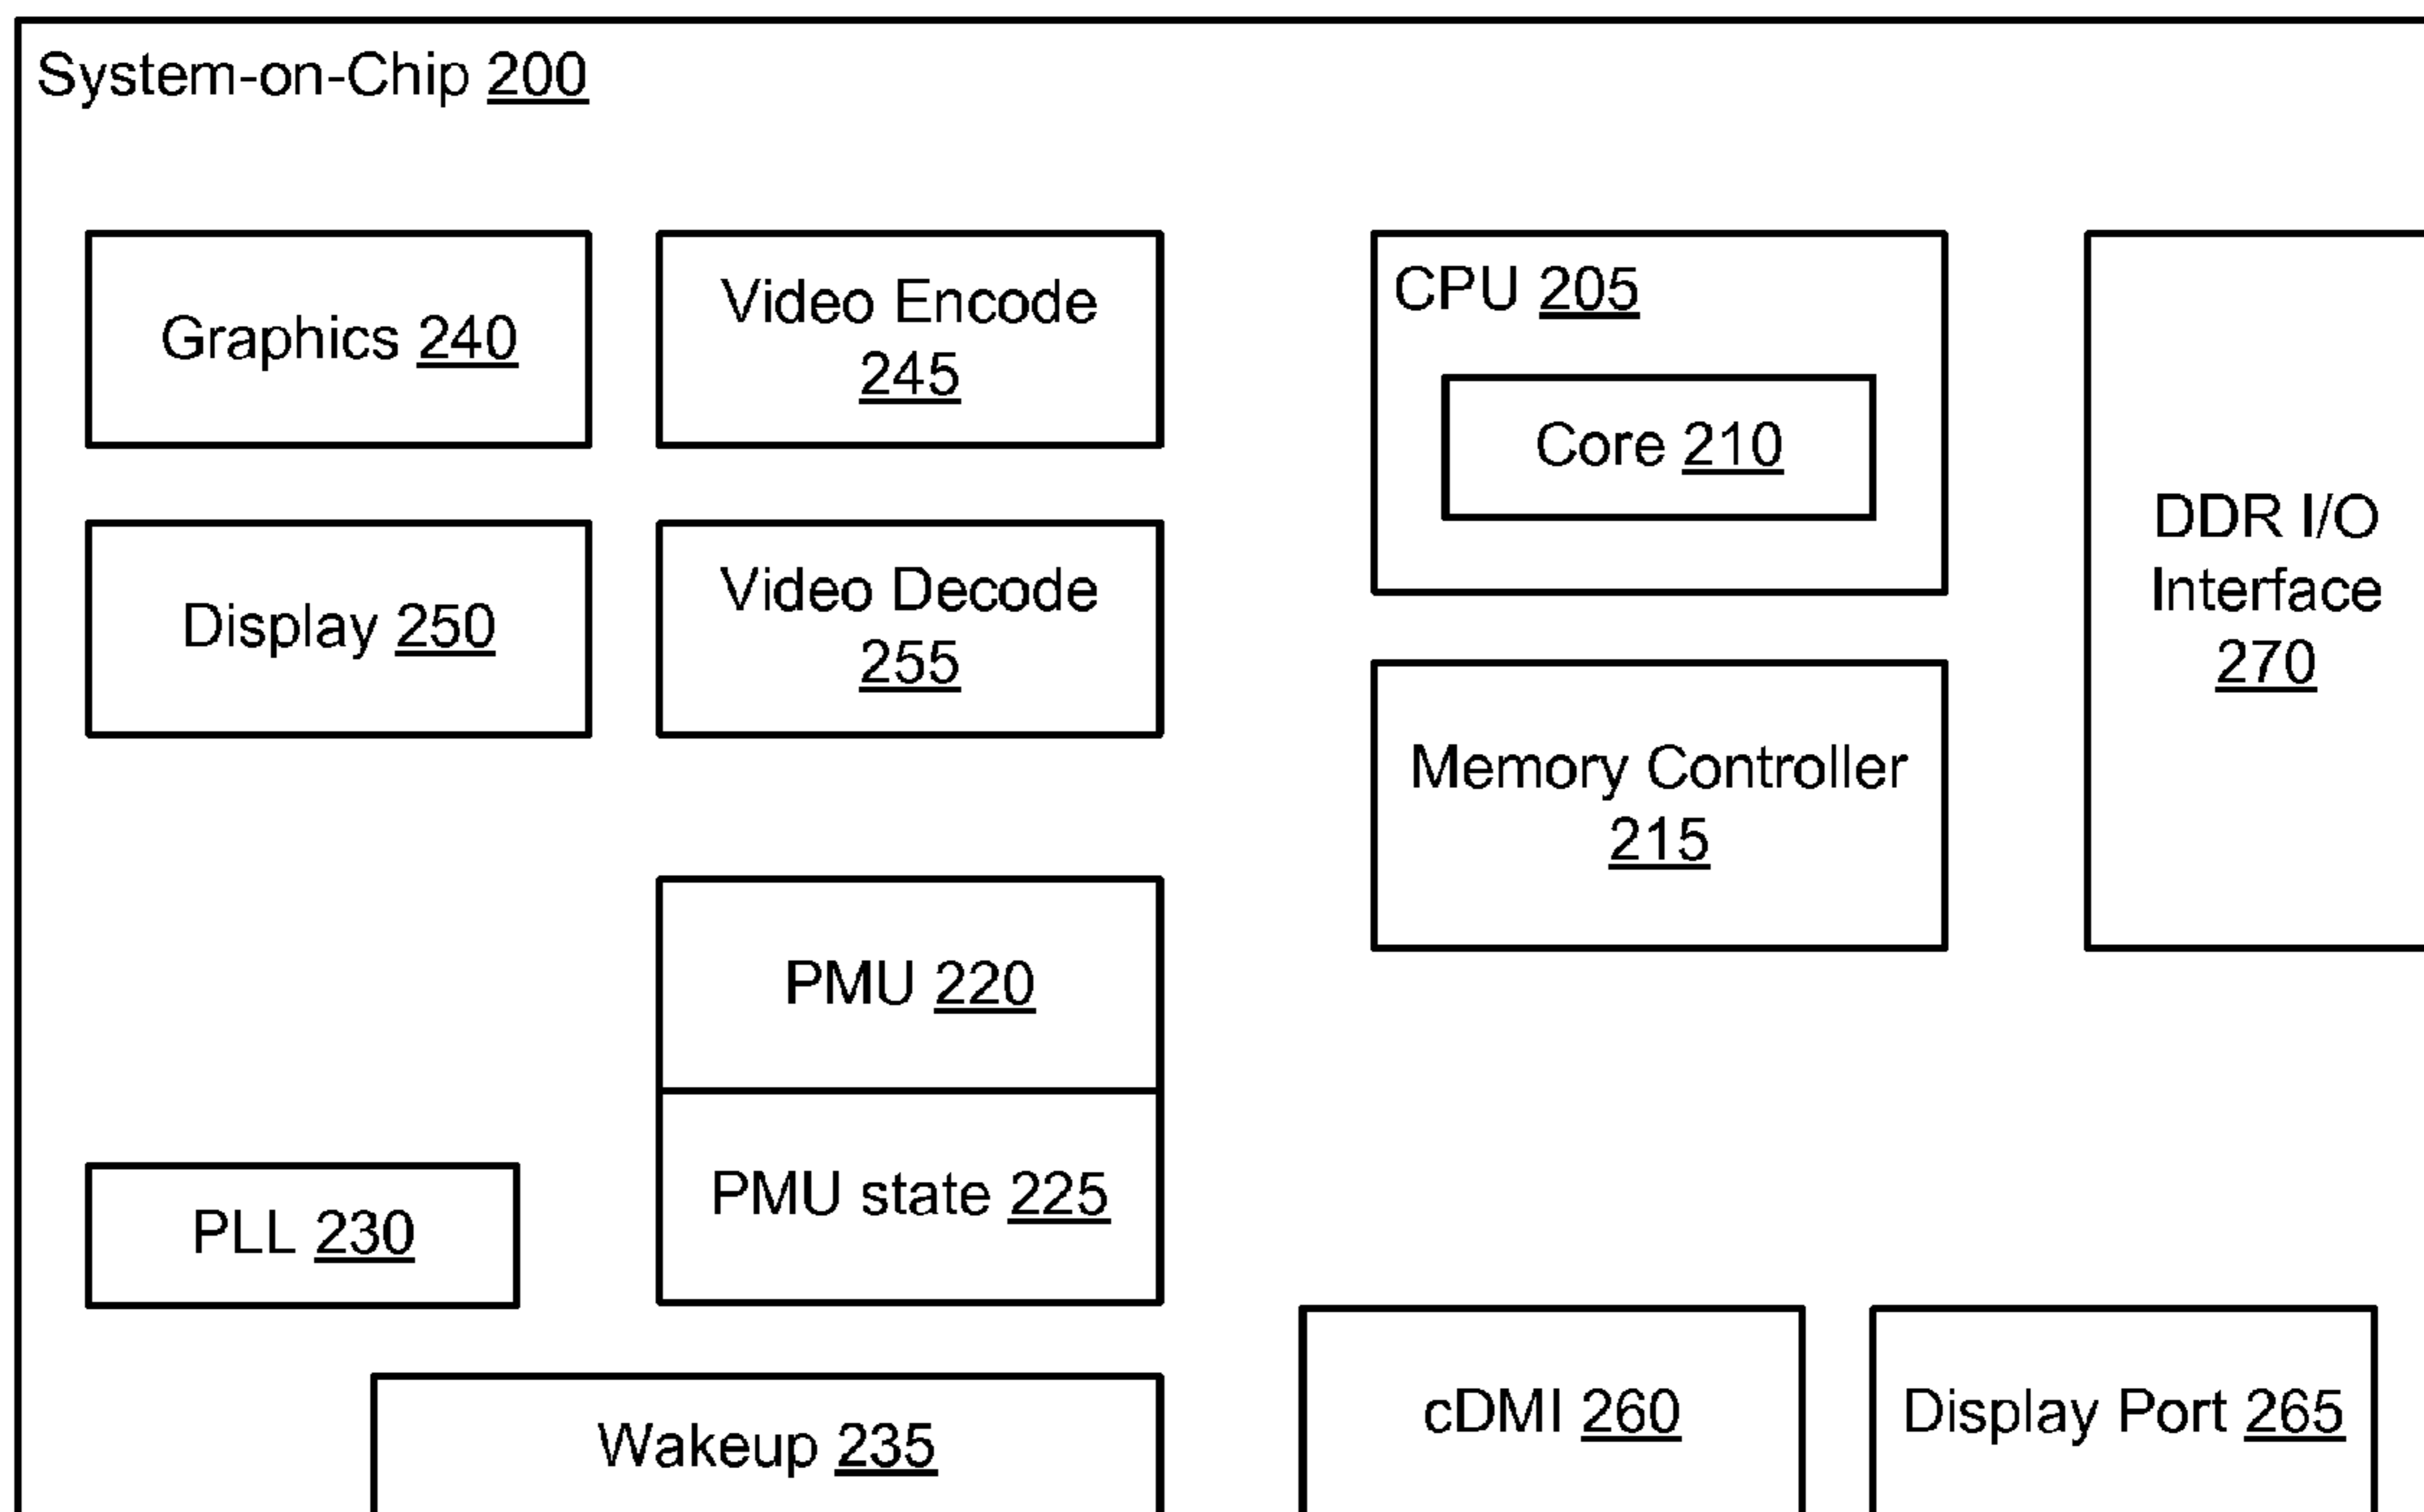 System-on-Chip 200
Graphics 240
Video Encode
245
CPU 205
Core 210
DDR I/O
Interface
270
Display 250
Video Decode
255
Memory Controller
215
PMU 220
PMU state 225
PLL 230
Wakeup 235
cDMI 260
Display Port 265